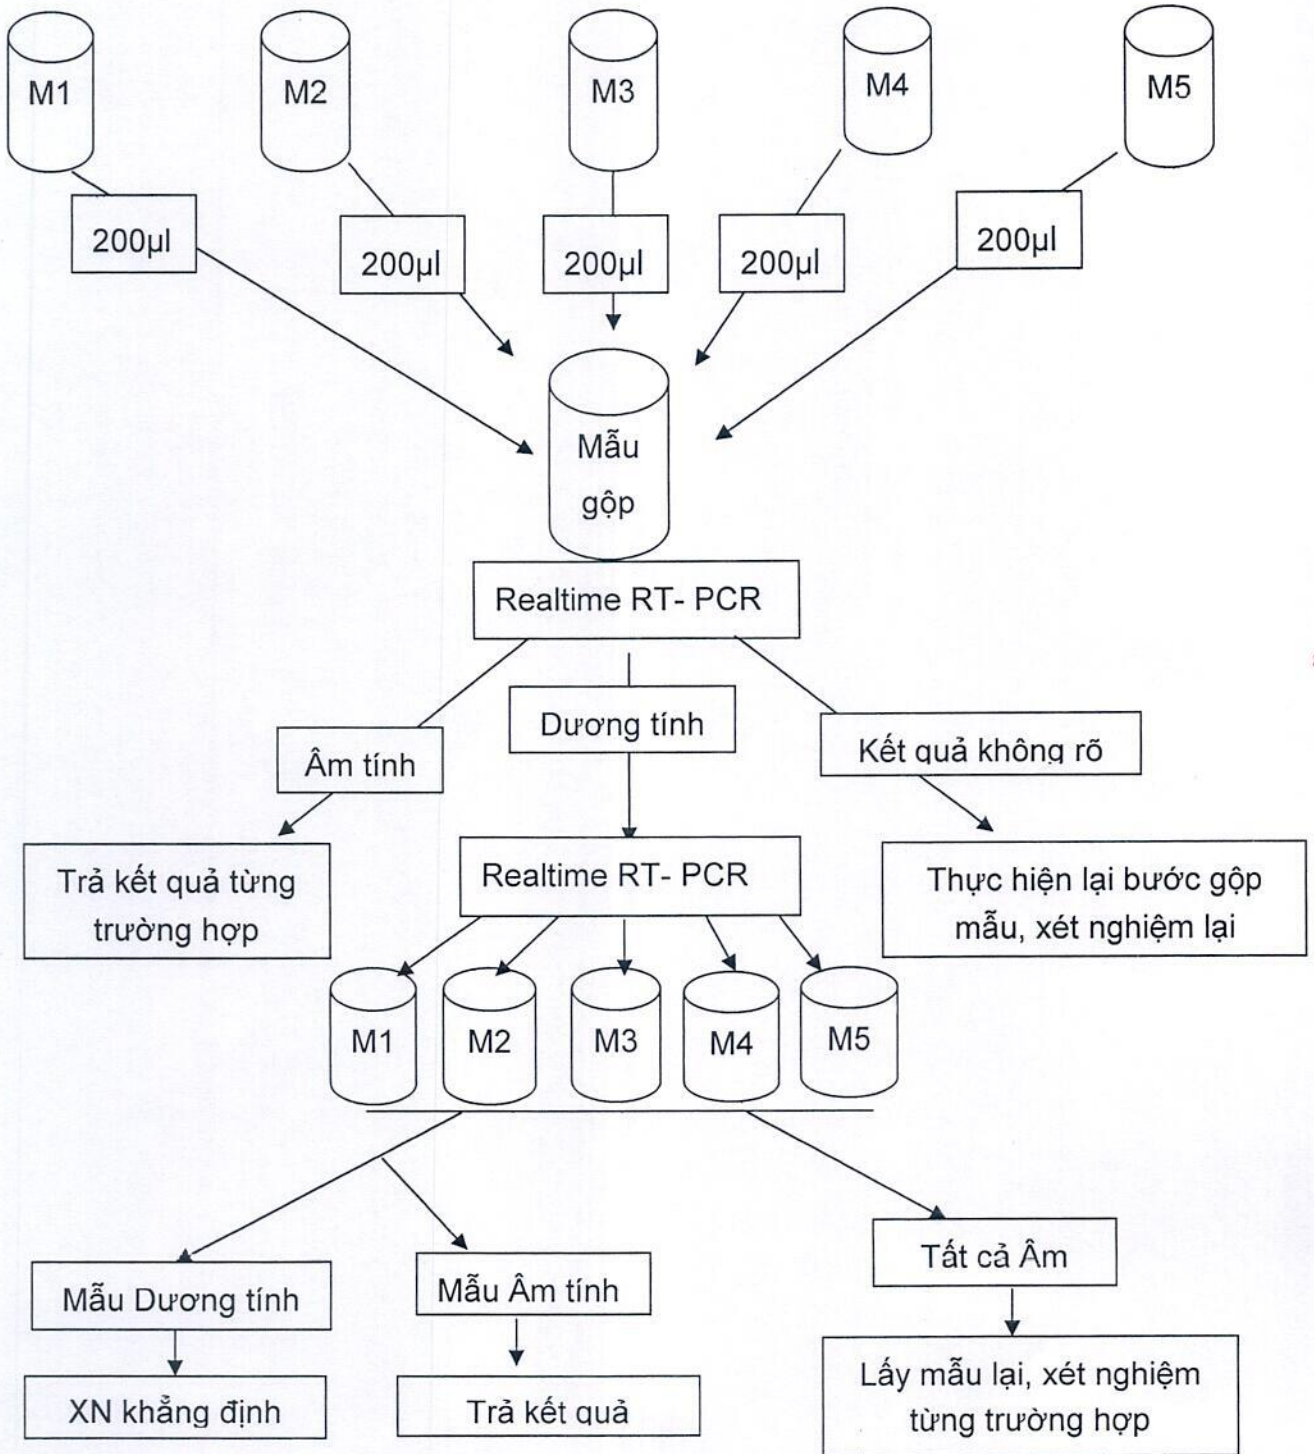 M1
M2
M3
M4
M5
200µl
200µl
200µl
200µl
200µl
Mẫu
gộp
Realtime RT- PCR
Âm tính
Dương tính
Kết quả không rõ
Trả kết quả từng
trường hợp
Realtime RT- PCR
Thực hiện lại bước gộp
mẫu, xét nghiệm lại
M1
M2
M3
M4
M5
Mẫu Dương tính
Mẫu Âm tính
Tất cả Âm
XN khẳng định
Trả kết quả
Lấy mẫu lại, xét nghiệm
từng trường hợp